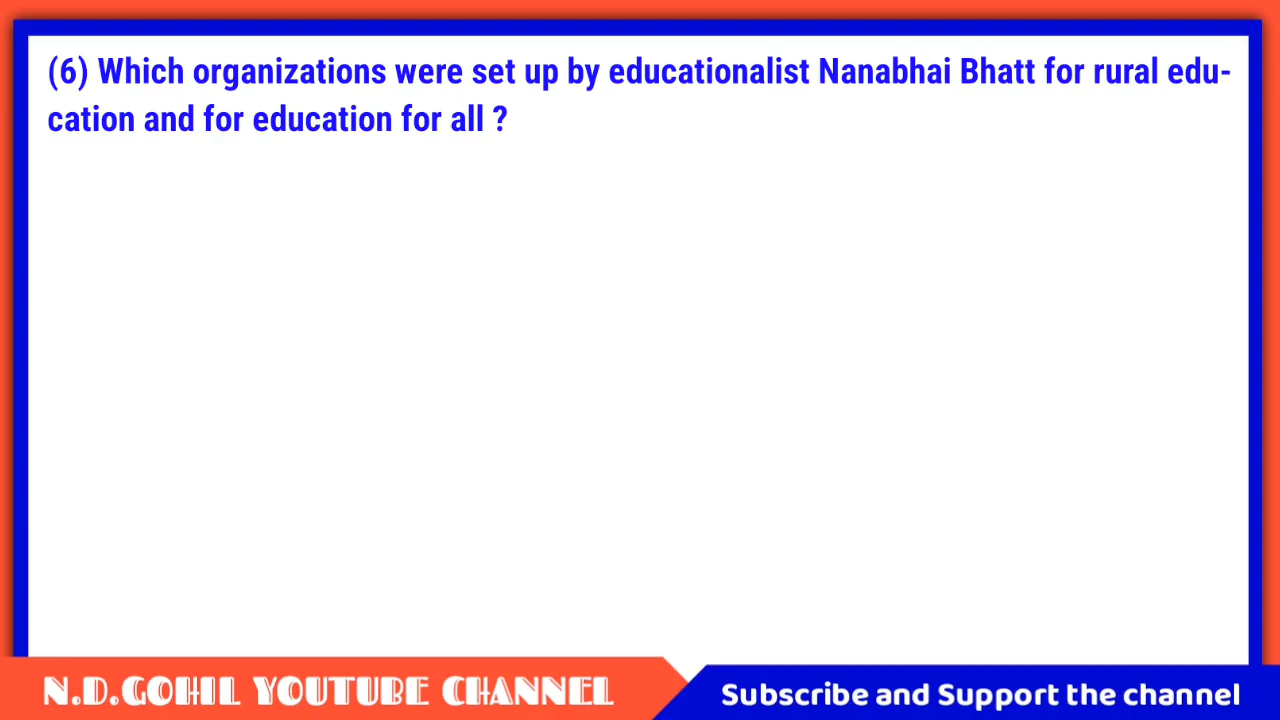 (6) Which organizations were set up by educationalist Nanabhai Bhatt for rural edu-
cation and for education for all ?
N.D.GOHIL YOUTUBE CHANNEL
Subscribe and Support the channel